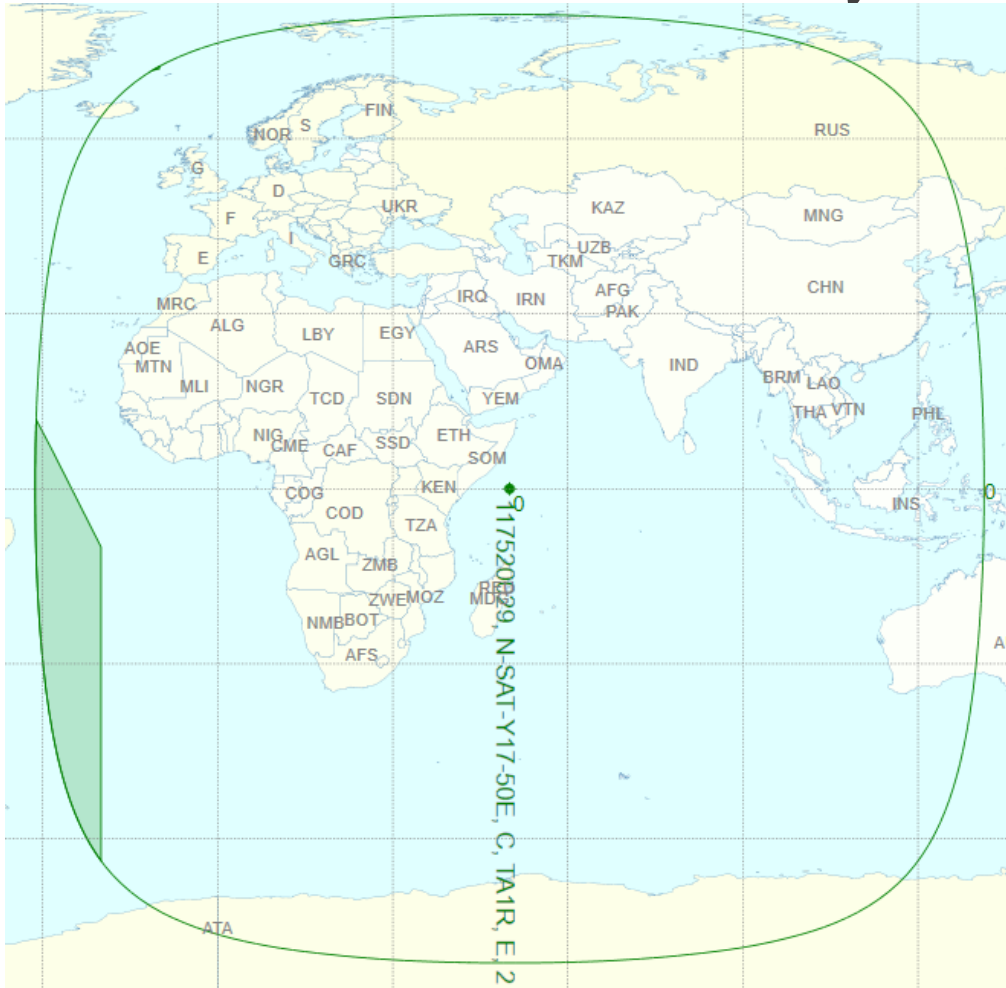 FIN
S
NOR
RUS
G
D
KAZ
UKR
F
MNG
I
UZB
E
GRC
TKM
CHN
AFG
MRC
IRQ
IRN
PAK
ALG
LBY
EGY
ARS
AOE
OMA
IND
MTN
BRM
LAO
MLI
NGR
TCD
SDN
YEM
THA
VTN
PHL
NIG
CME
CAF
SSD
ETH
SOM
KEN
COG
0
0
INS
COD
TZA
AGL
ZMB
ZWE
MOZ
NMB
BOT
A
AFS
117520029, N-SAT-Y17-50E, C, TA1R, E, 2
ATA